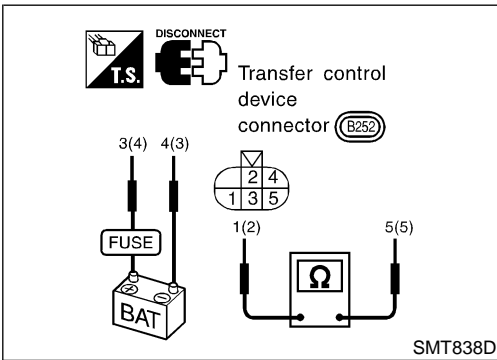 DISCONNECT
T.S.
Transfer control
device
connector B252
3(4) 4(3)
2 4
1 3 5
1(2) 5(5)
FUSE
Ω
+ −
BAT
SMT838D